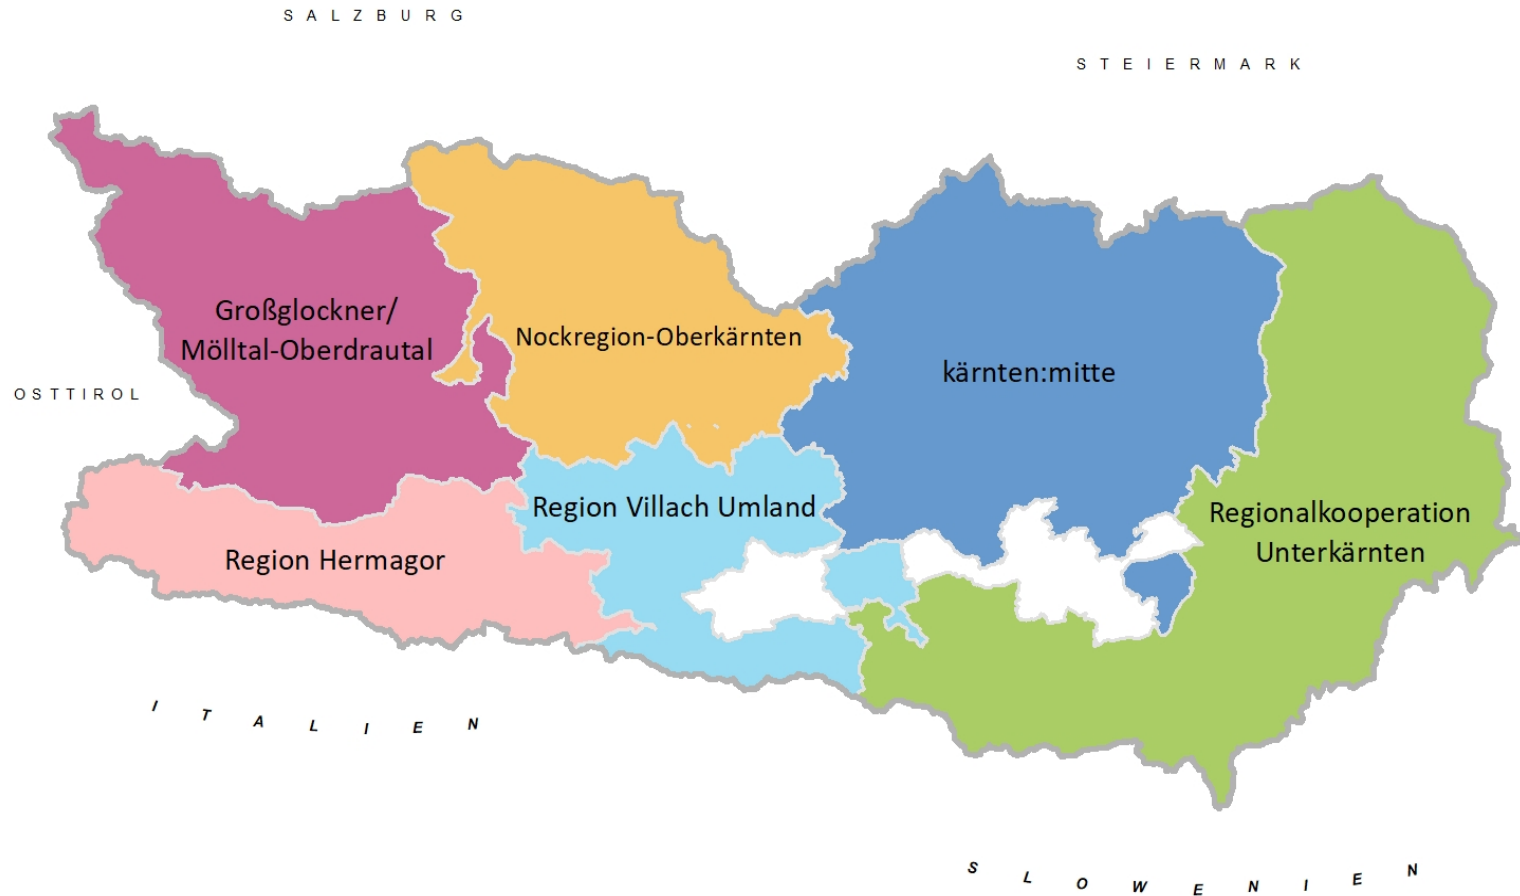 SALZBURG
STEIERMARK
Großglockner/
Mölltal-Oberdrautal
Nockregion-Oberkärnten
kärnten:mitte
OSTTIROL
Region Villach Umland
Regionalkooperation
Unterkärnten
Region Hermagor
ITALIEN
SLOWENIEN